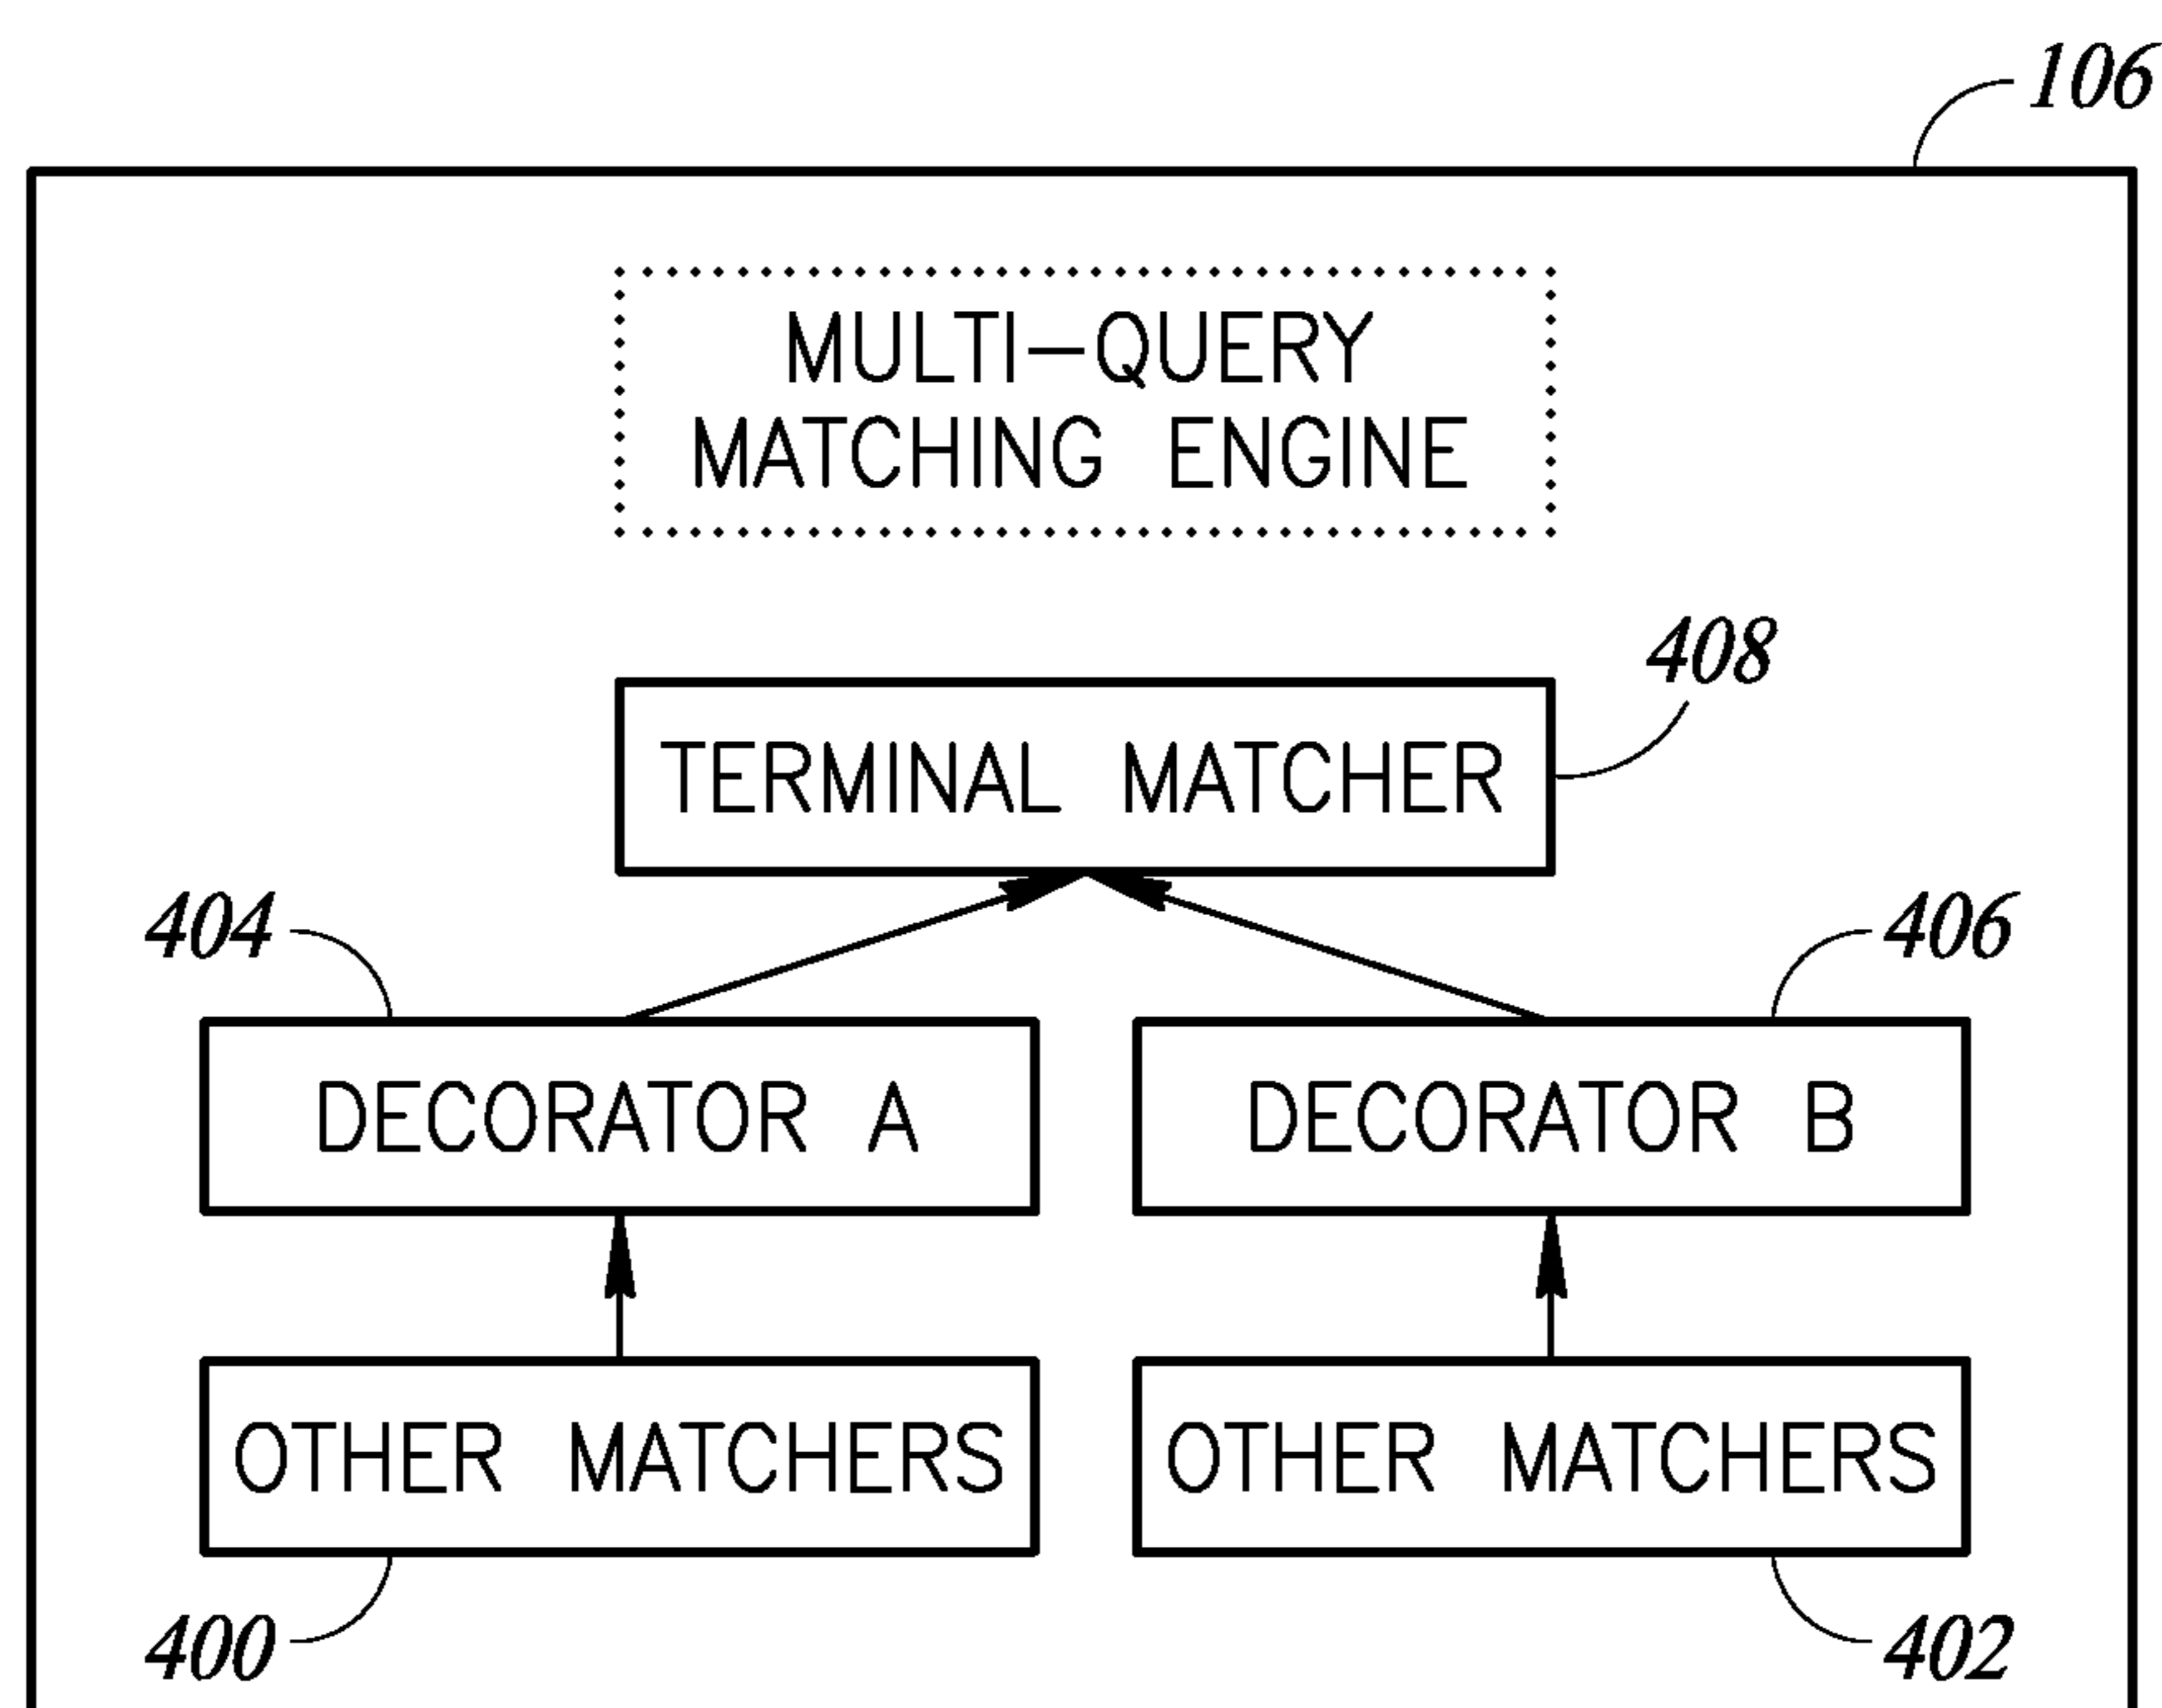 106
MULTI–QUERY
MATCHING ENGINE
408
TERMINAL MATCHER
404
406
DECORATOR A
DECORATOR B
OTHER MATCHERS
OTHER MATCHERS
400
402